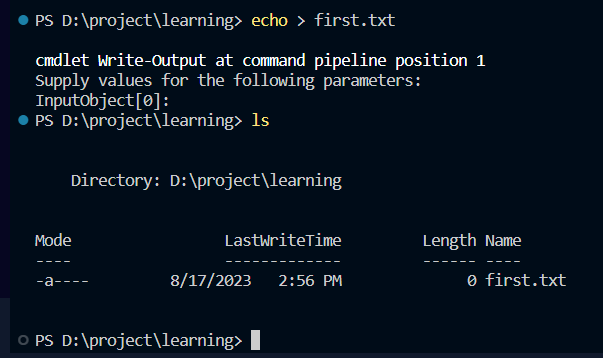 PS D:\project\learning> echo > first.txt
cmdlet Write-Output at command pipeline position 1
Supply values for the following parameters:
InputObject[0]:
PS D:\project\learning> ls
Directory: D:\project\learning
Mode LastWriteTime Length Name
---- ------------- ------ ----
-a---- 8/17/2023 2:56 PM 0 first.txt
PS D:\project\learning>